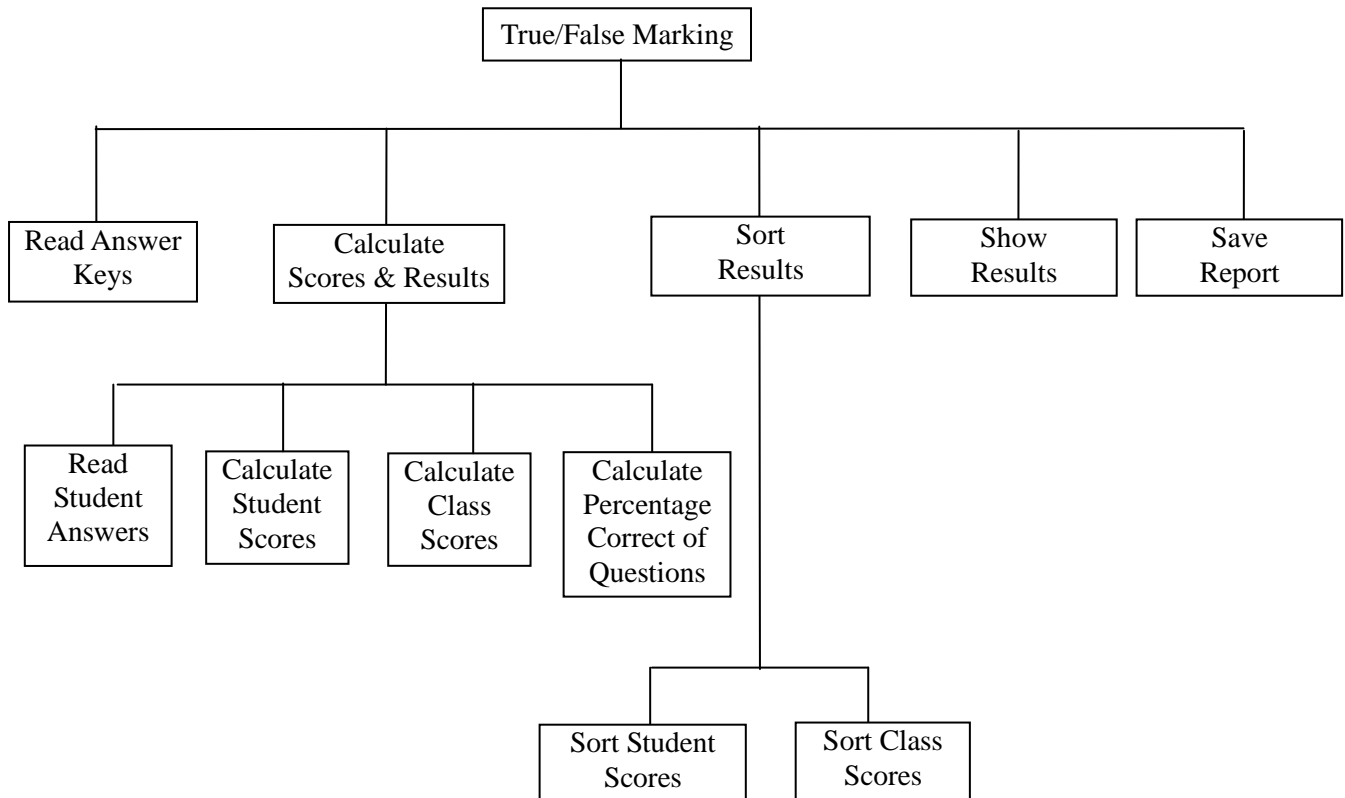 True/False Marking
Read Answer
Keys
Calculate
Scores & Results
Sort
Results
Show
Results
Save
Report
Read
Student
Answers
Calculate
Student
Scores
Calculate
Class
Scores
Calculate
Percentage
Correct of
Questions
Sort Student
Scores
Sort Class
Scores